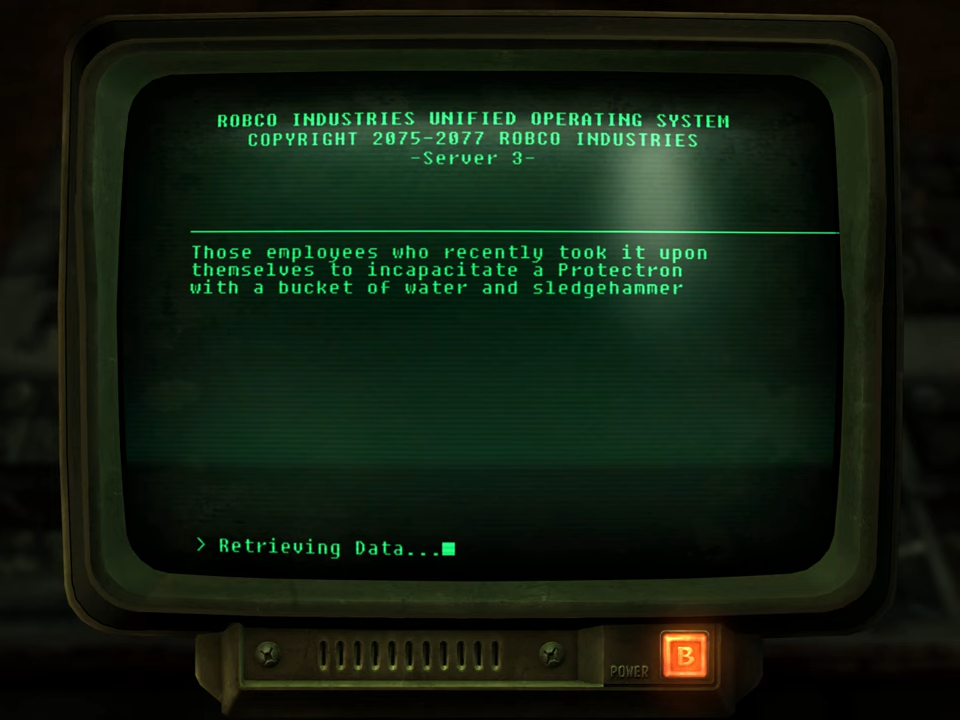 ROBCO INDUSTRIES UNIFIED OPERATING SYSTEM
COPYRIGHT 2075-2077 ROBCO INDUSTRIES
-Server 3-
Those employees who recently took it upon
themselves to incapacitate a Protectron
with a bucket of water and sledgehammer
> Retrieving Data...
POWER
B